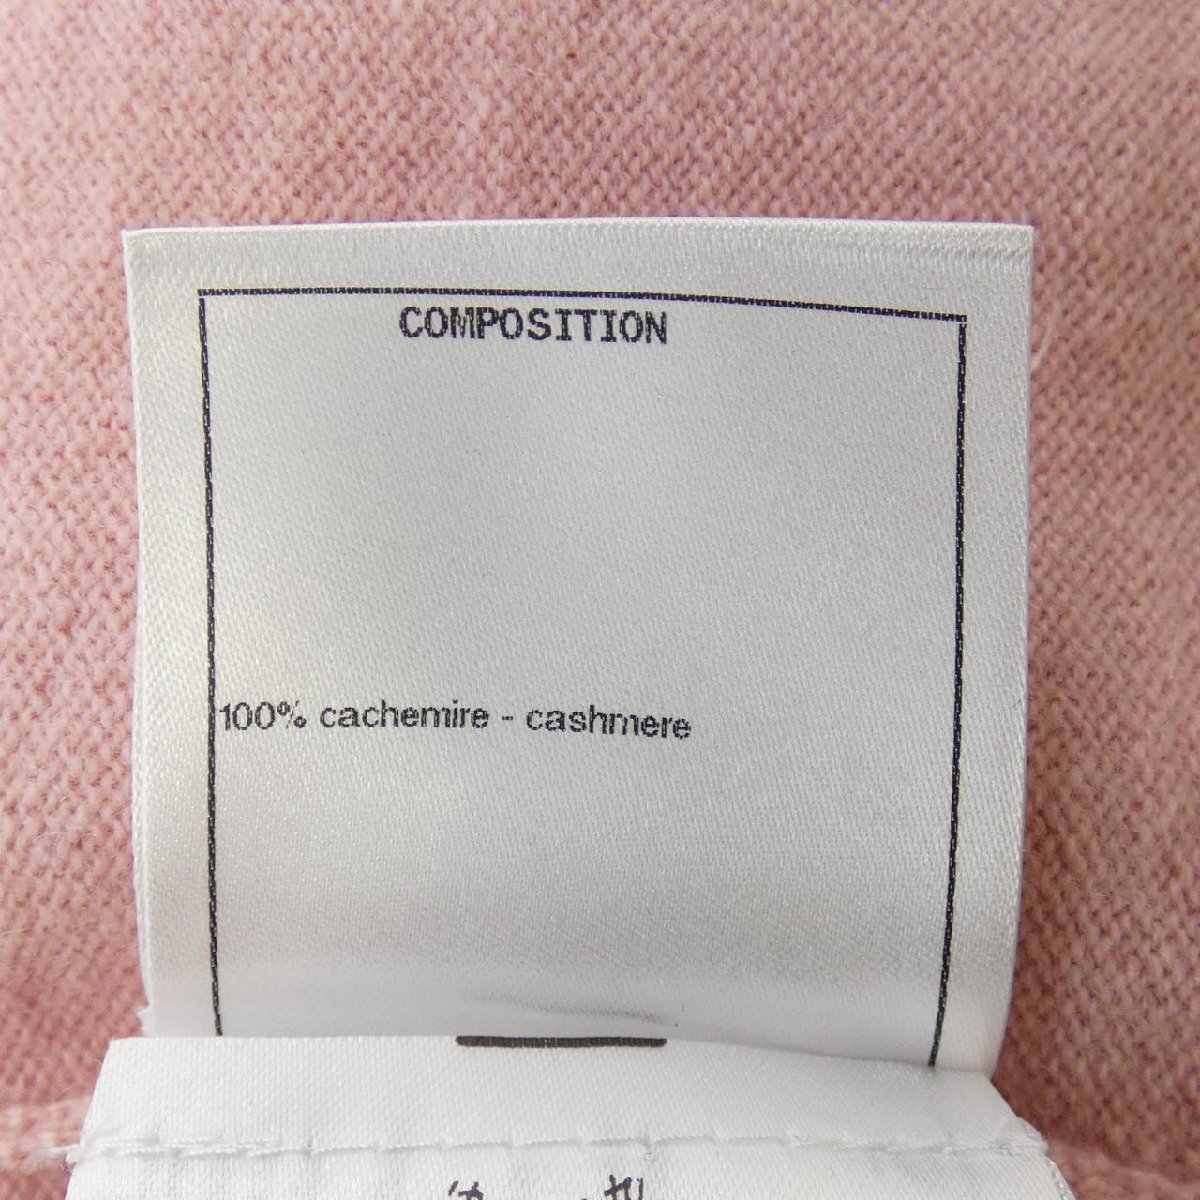 COMPOSITION
100% cachemire - cashmere